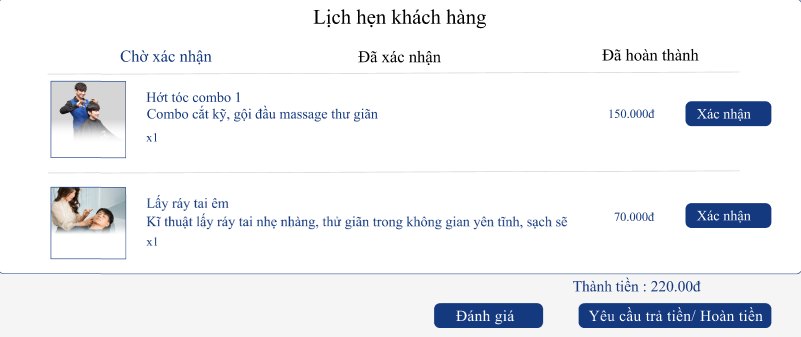 Lịch hẹn khách hàng
Chờ xác nhận Đã xác nhận Đã hoàn thành
Hớt tóc combo 1
Combo cắt kỹ, gội đầu massage thư giãn
x1
150.000đ
Xác nhận
Lấy ráy tai êm
Kĩ thuật lấy ráy tai nhẹ nhàng, thử giãn trong không gian yên tĩnh, sạch sẽ
x1
70.000đ
Xác nhận
Thành tiền : 220.00đ
Đánh giá
Yêu cầu trả tiền/ Hoàn tiền